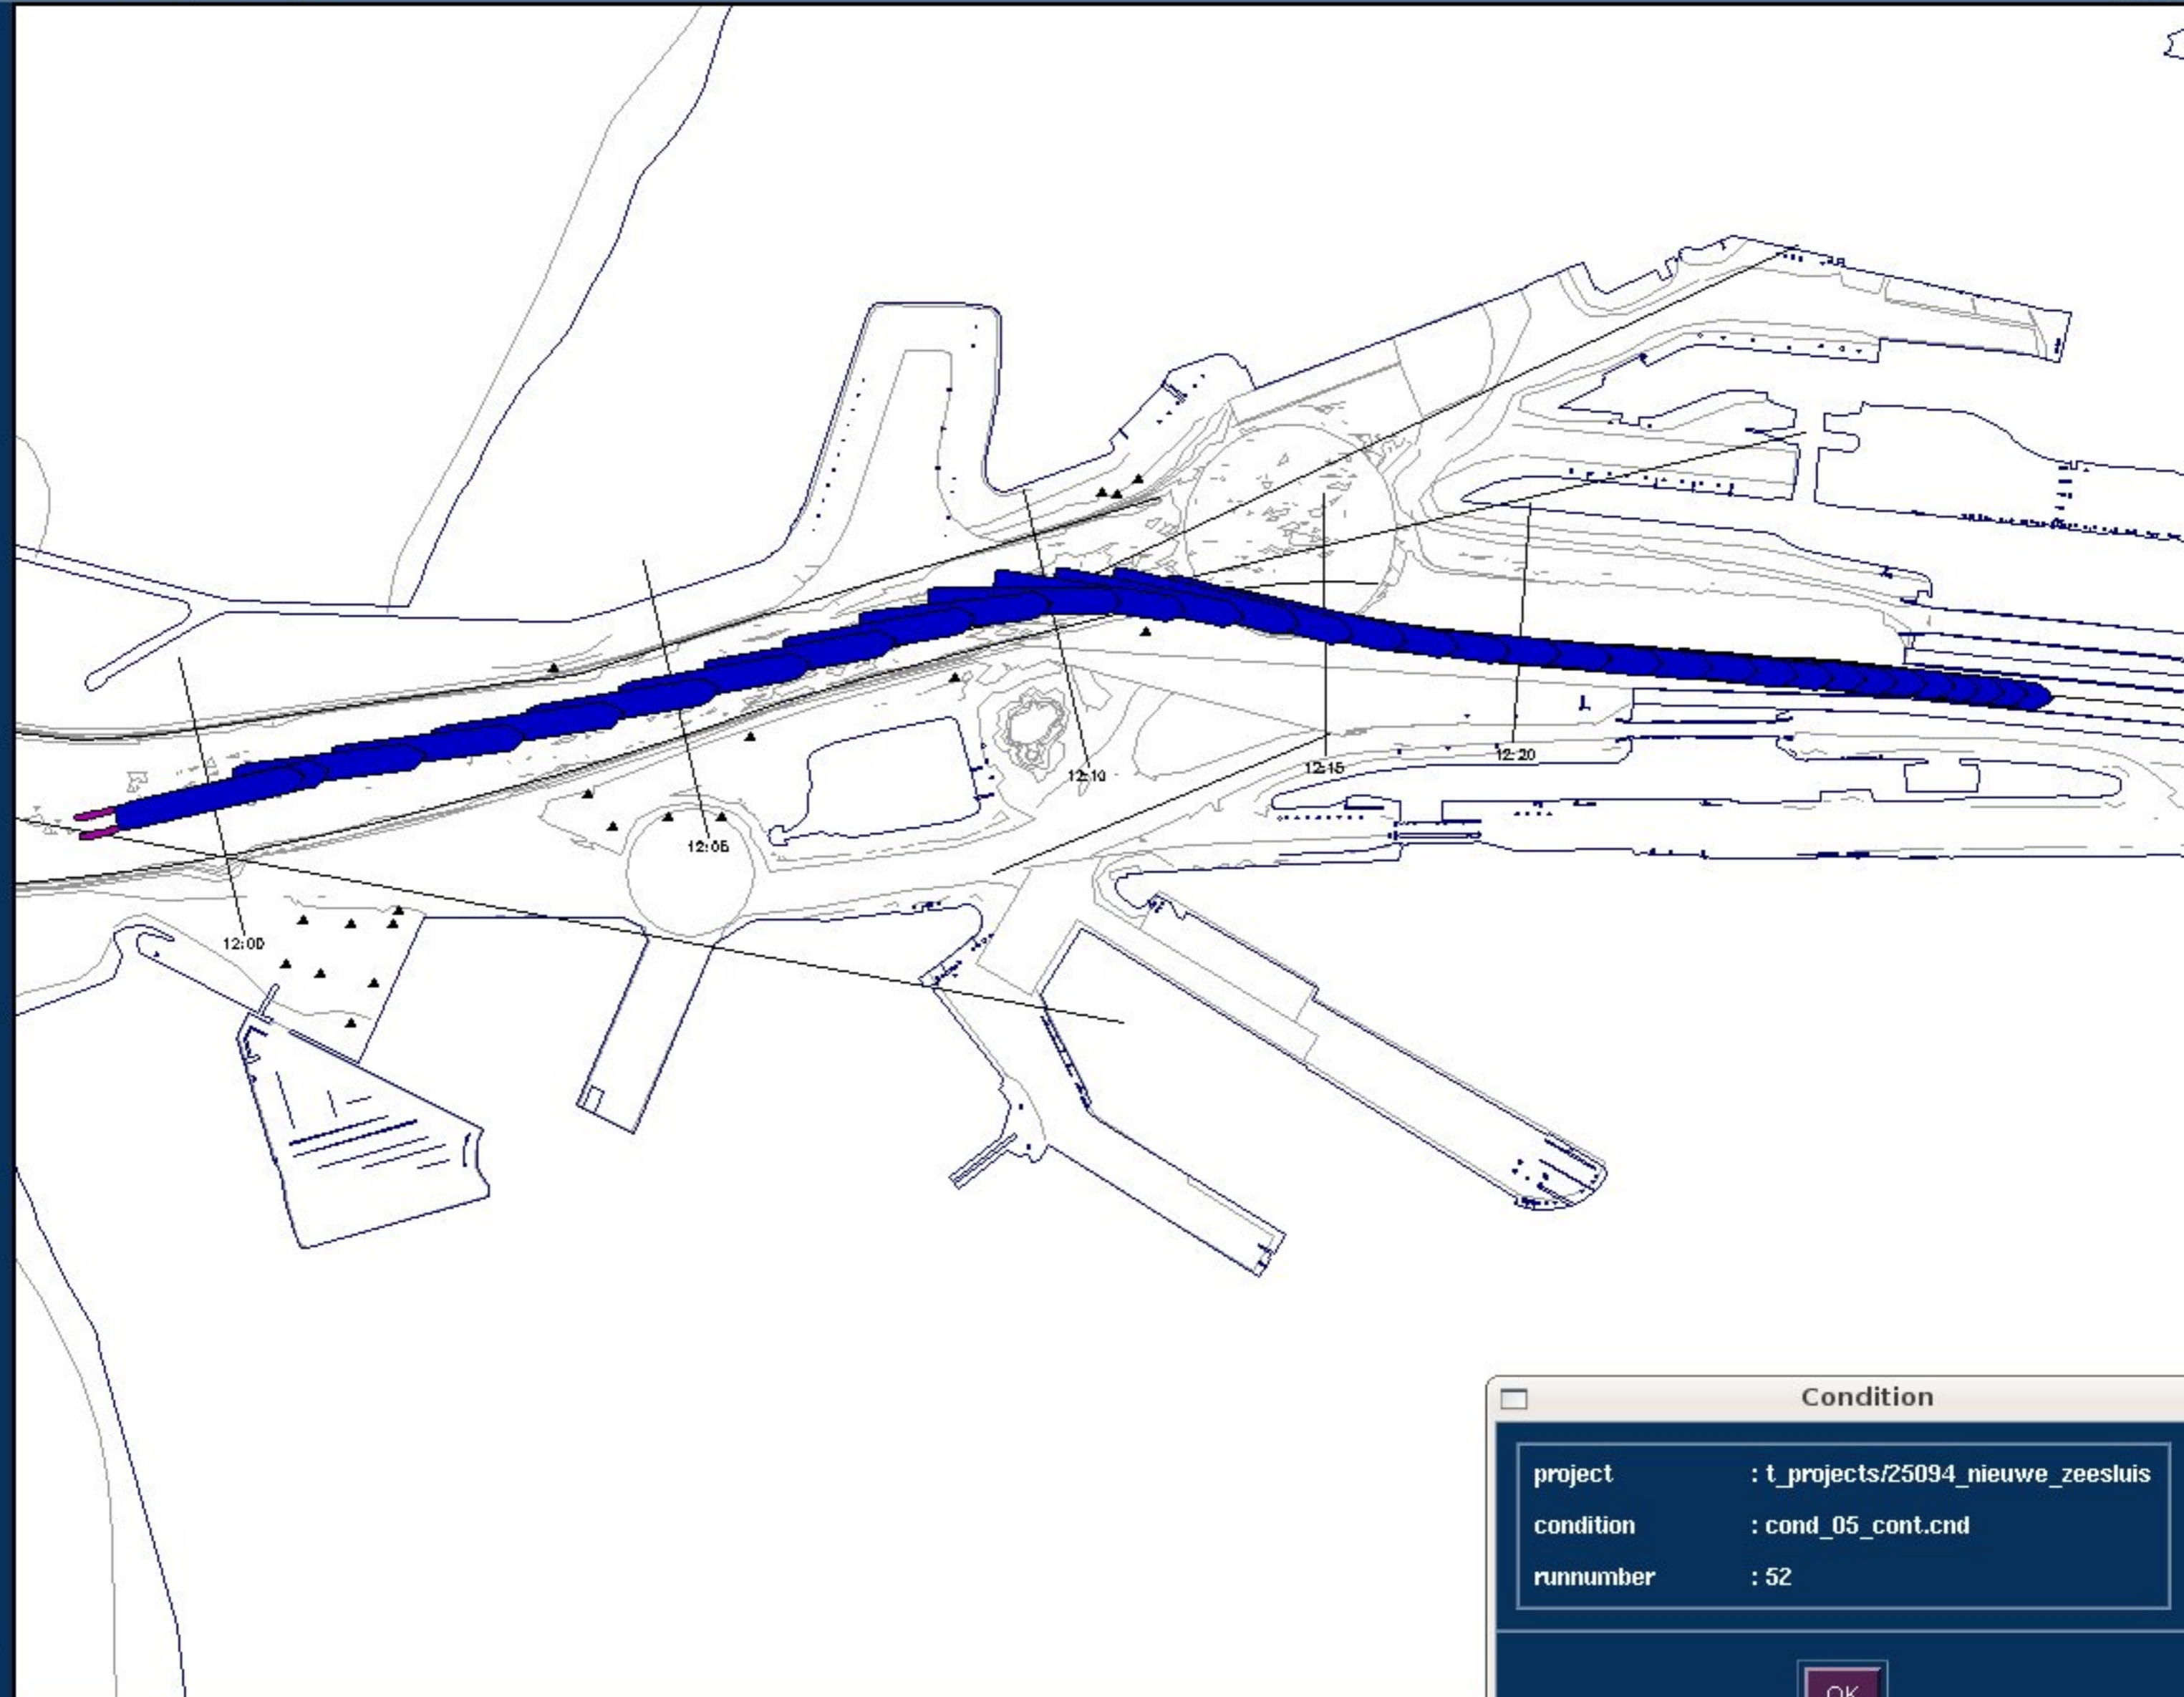 12:10
12:15
12:20
12:05
12:00
Condition
project : t_projects/25094_nieuwe_zeesluis
condition : cond_05_cont.cnd
runnumber : 52
OK